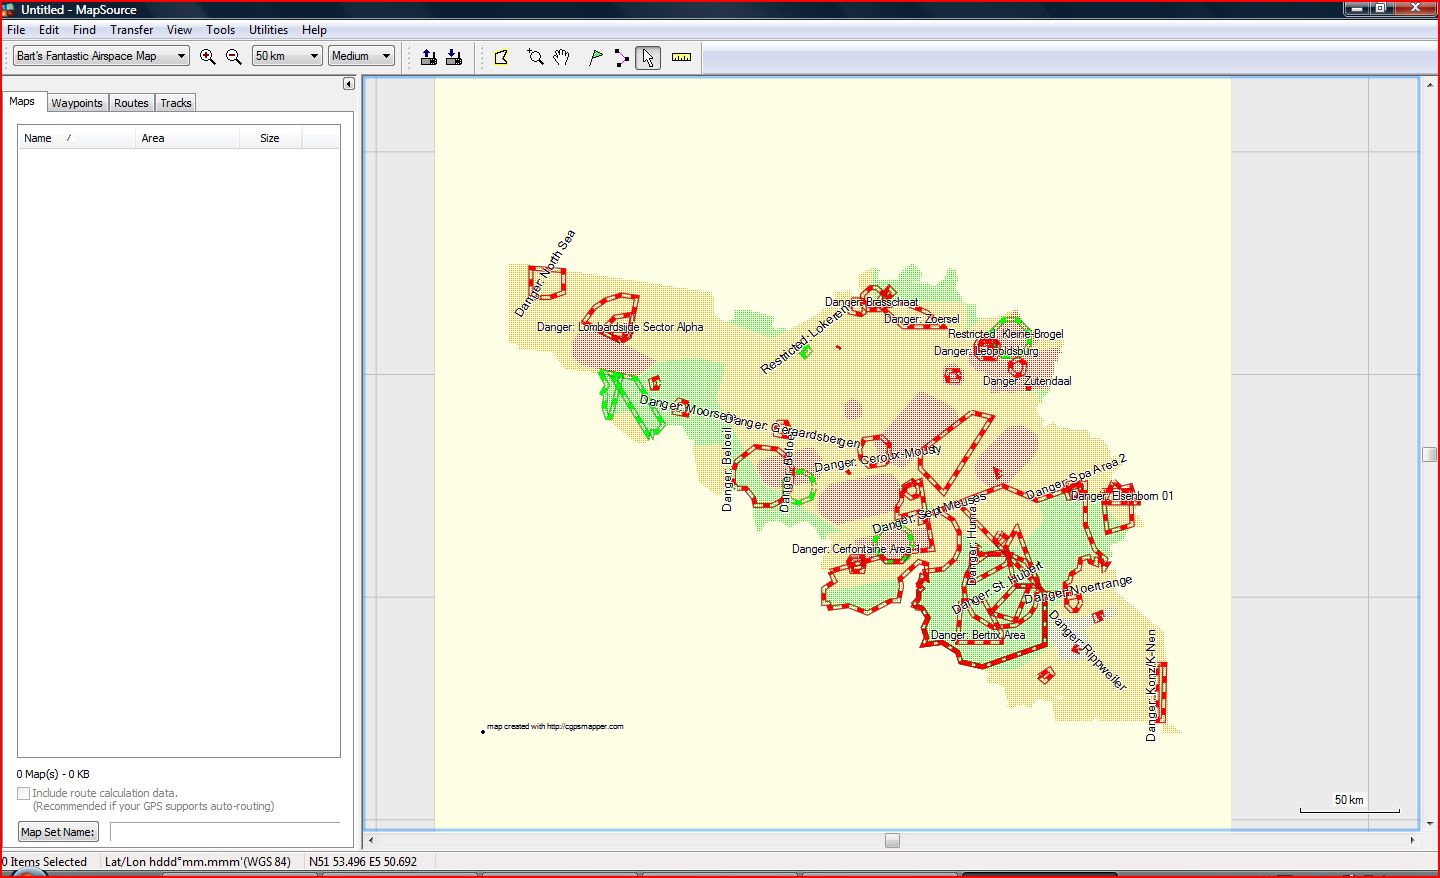 Untitled - MapSource
File Edit Find Transfer View Tools Utilities Help
Bart's Fantastic Airspace Map 50 km Medium
Maps Waypoints Routes Tracks
Name / Area Size
Danger: North Sea
Danger: Lombardsijde Sector Alpha
Restricted: Lokeren
Danger: Brasschaat
Danger: Zoersel
Restricted: Kleine-Brogel
Danger: Leopoldsburg
Danger: Zutendaal
Danger: Moorsele
Danger: Geraardsbergen
Danger: Beloeil
Danger: Beloeil
Danger: Ceroux-Mousty
Danger: Spa Area 2
Danger: Elsenborn 01
Danger: Sept Meuses
Danger: Humain
Danger: Cerfontaine Area 1
Danger: St. Hubert
Danger: Noertrange
Danger: Bertrix Area
Danger: Rippweiler
Danger: Konz/K-Nen
map created with http://cgpsmapper.com
50 km
0 Map(s) - 0 KB
Include route calculation data.
(Recommended if your GPS supports auto-routing)
Map Set Name:
0 Items Selected Lat/Lon hddd°mm.mmm'(WGS 84) N51 53.496 E5 50.692